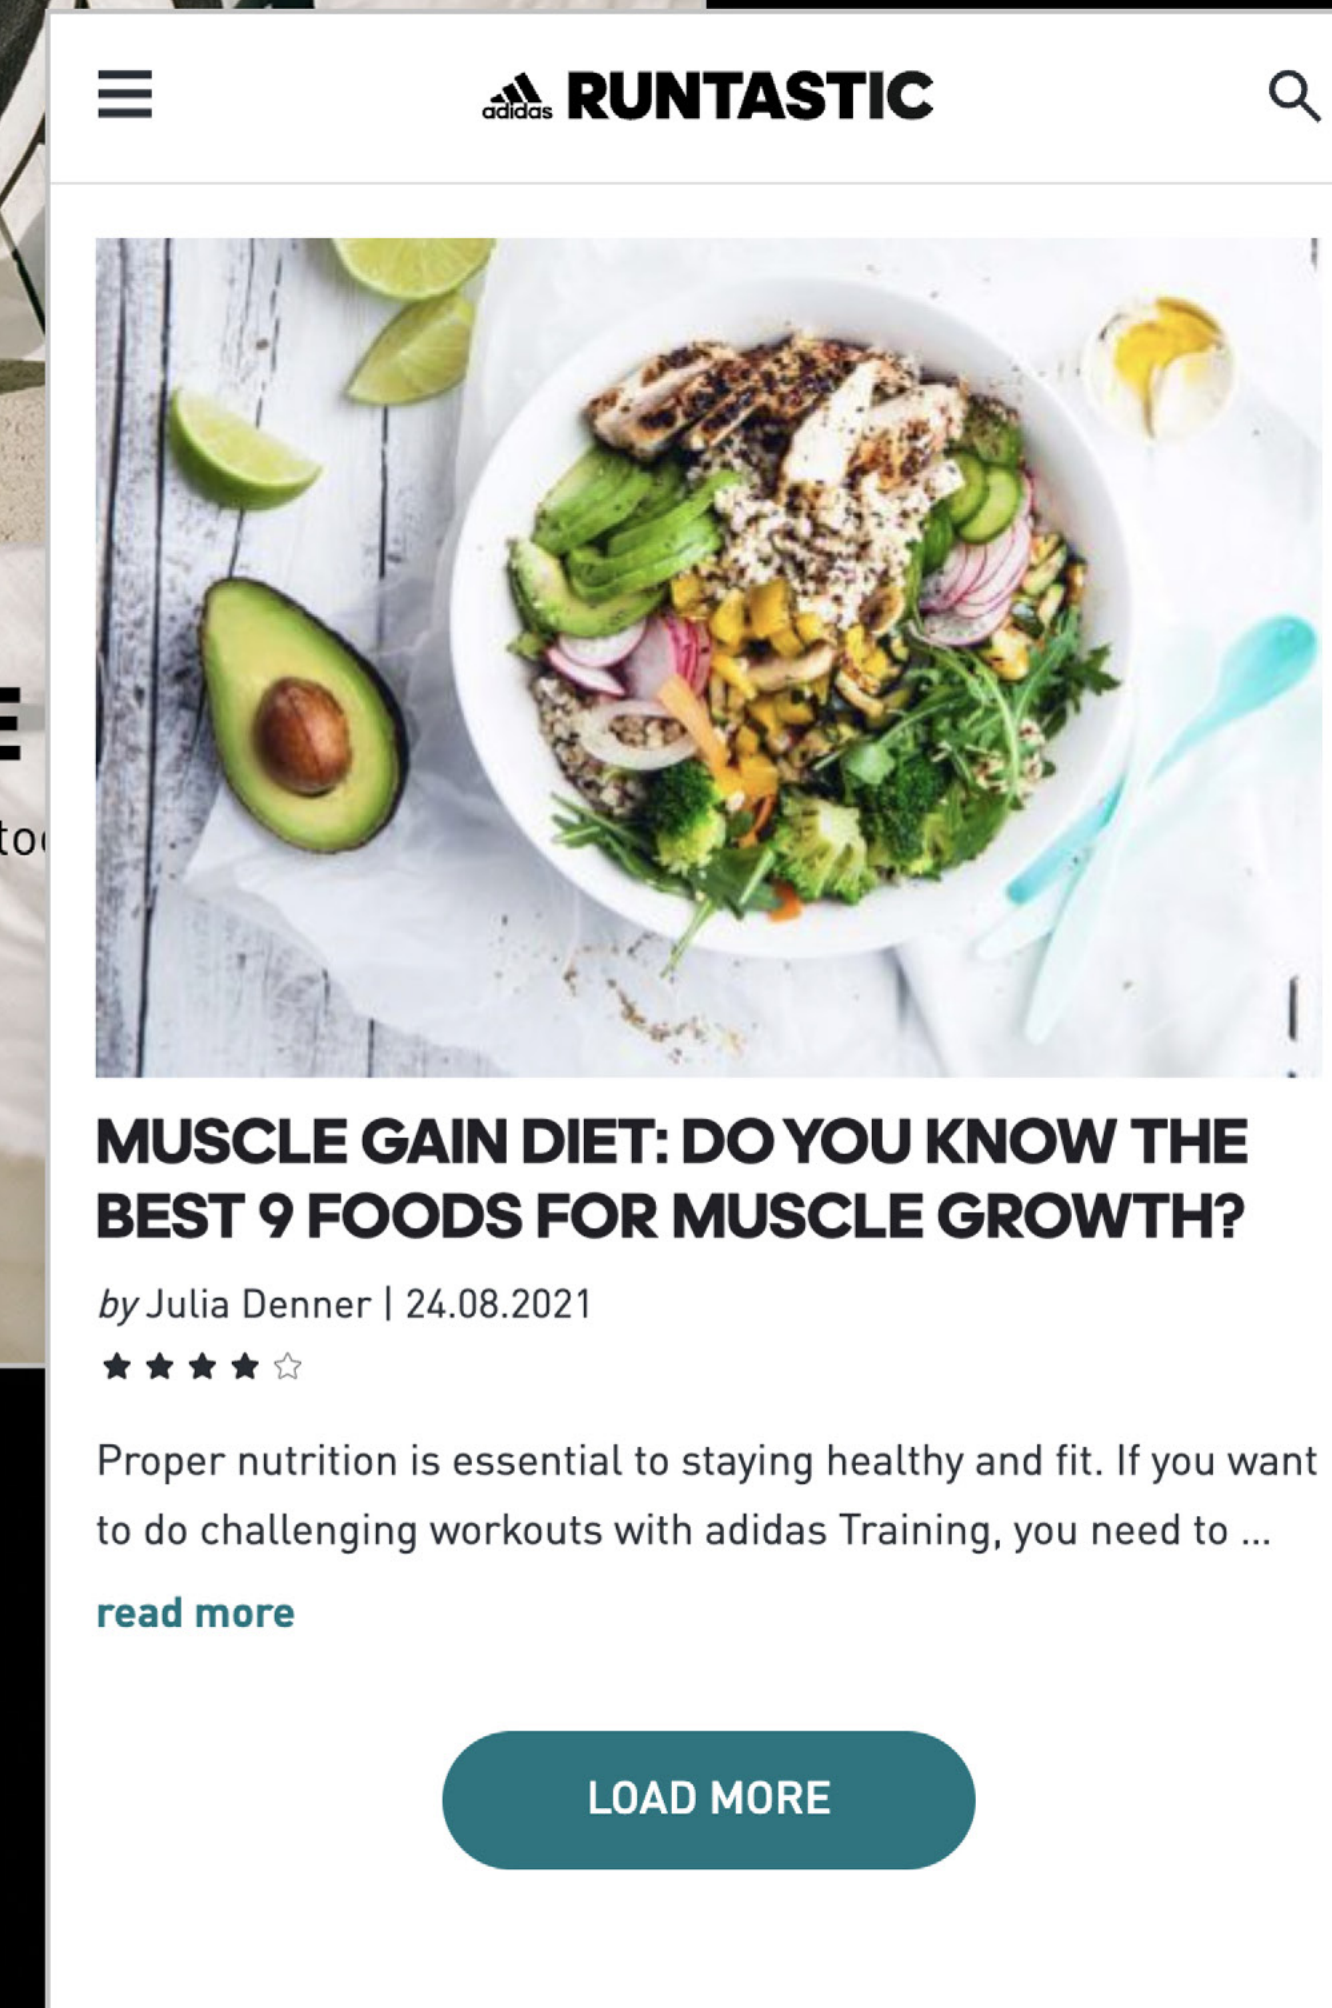 adidas RUNTASTIC
MUSCLE GAIN DIET: DO YOU KNOW THE
BEST 9 FOODS FOR MUSCLE GROWTH?
by Julia Denner | 24.08.2021
Proper nutrition is essential to staying healthy and fit. If you want
to do challenging workouts with adidas Training, you need to ...
read more
LOAD MORE